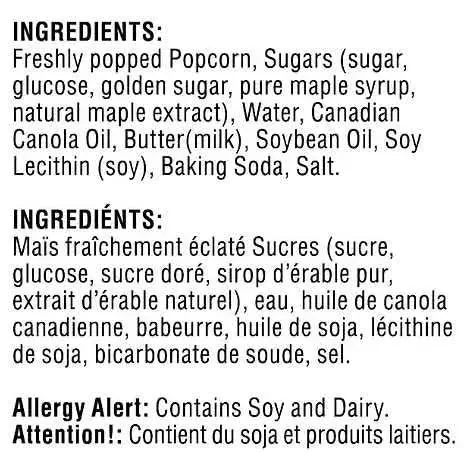 INGREDIENTS:
Freshly popped Popcorn, Sugars (sugar,
glucose, golden sugar, pure maple syrup,
natural maple extract), Water, Canadian
Canola Oil, Butter(milk), Soybean Oil, Soy
Lecithin (soy), Baking Soda, Salt.
INGREDIÉNTS:
Maïs fraîchement éclaté Sucres (sucre,
glucose, sucre doré, sirop d'érable pur,
extrait d'érable naturel), eau, huile de canola
canadienne, babeurre, huile de soja, lécithine
de soja, bicarbonate de soude, sel.
Allergy Alert: Contains Soy and Dairy.
Attention!: Contient du soja et produits laitiers.